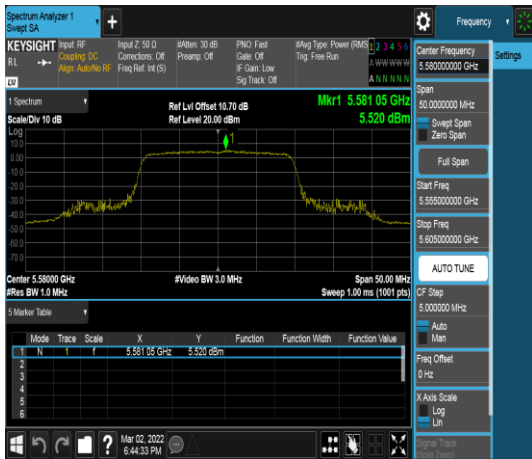 Spectrum Analyzer 1
Swept SA
+
Frequency
KEYSIGHT
RL
LXI
Input: RF
Coupling: DC
Align: Auto/No RF
Input Z: 50 Ω
Corrections: Off
Freq Ref: Int (S)
#Atten: 30 dB
Preamp: Off
PNO: Fast
Gate: Off
IF Gain: Low
Sig Track: Off
#Avg Type: Power (RMS
Trig: Free Run
1 2 3 4 5 6
A W W W W W
A N N N N N
1 Spectrum
Scale/Div 10 dB
Ref Lvl Offset 10.70 dB
Ref Level 20.00 dBm
Mkr1 5.581 05 GHz
5.520 dBm
Log
10.0
0.00
-10.0
-20.0
-30.0
-40.0
-50.0
-60.0
-70.0
1
Center 5.58000 GHz
#Res BW 1.0 MHz
#Video BW 3.0 MHz
Span 50.00 MHz
Sweep 1.00 ms (1001 pts)
5 Marker Table
Mode Trace Scale X Y Function Function Width Function Value
1 N 1 f 5.581 05 GHz 5.520 dBm
2
3
4
5
6
Mar 02, 2022
6:44:33 PM
?
Center Frequency
5.580000000 GHz
Settings
Span
50.0000000 MHz
Swept Span
Zero Span
Full Span
Start Freq
5.555000000 GHz
Stop Freq
5.605000000 GHz
AUTO TUNE
CF Step
5.000000 MHz
Auto
Man
Freq Offset
0 Hz
X Axis Scale
Log
Lin
Signal Track
(Span Zoom)